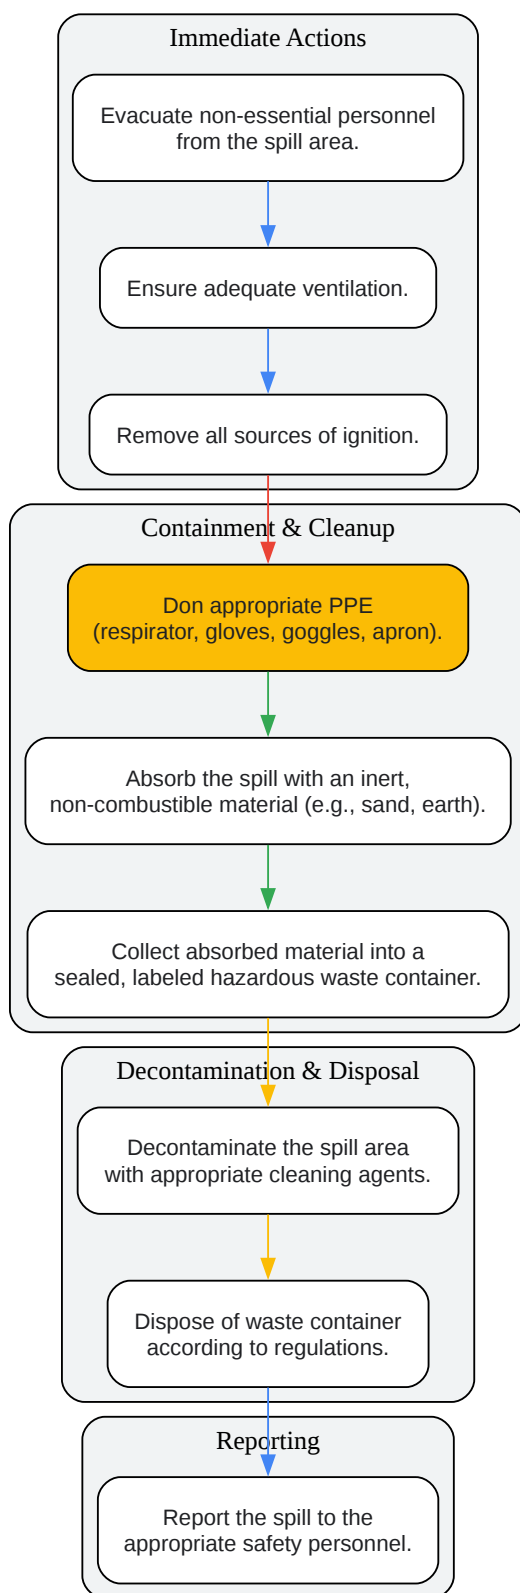 Immediate Actions
Evacuate non-essential personnel
from the spill area.
Ensure adequate ventilation.
Remove all sources of ignition.
Containment & Cleanup
Don appropriate PPE
(respirator, gloves, goggles, apron).
Absorb the spill with an inert,
non-combustible material (e.g., sand, earth).
Collect absorbed material into a
sealed, labeled hazardous waste container.
Decontamination & Disposal
Decontaminate the spill area
with appropriate cleaning agents.
Dispose of waste container
according to regulations.
Reporting
Report the spill to the
appropriate safety personnel.